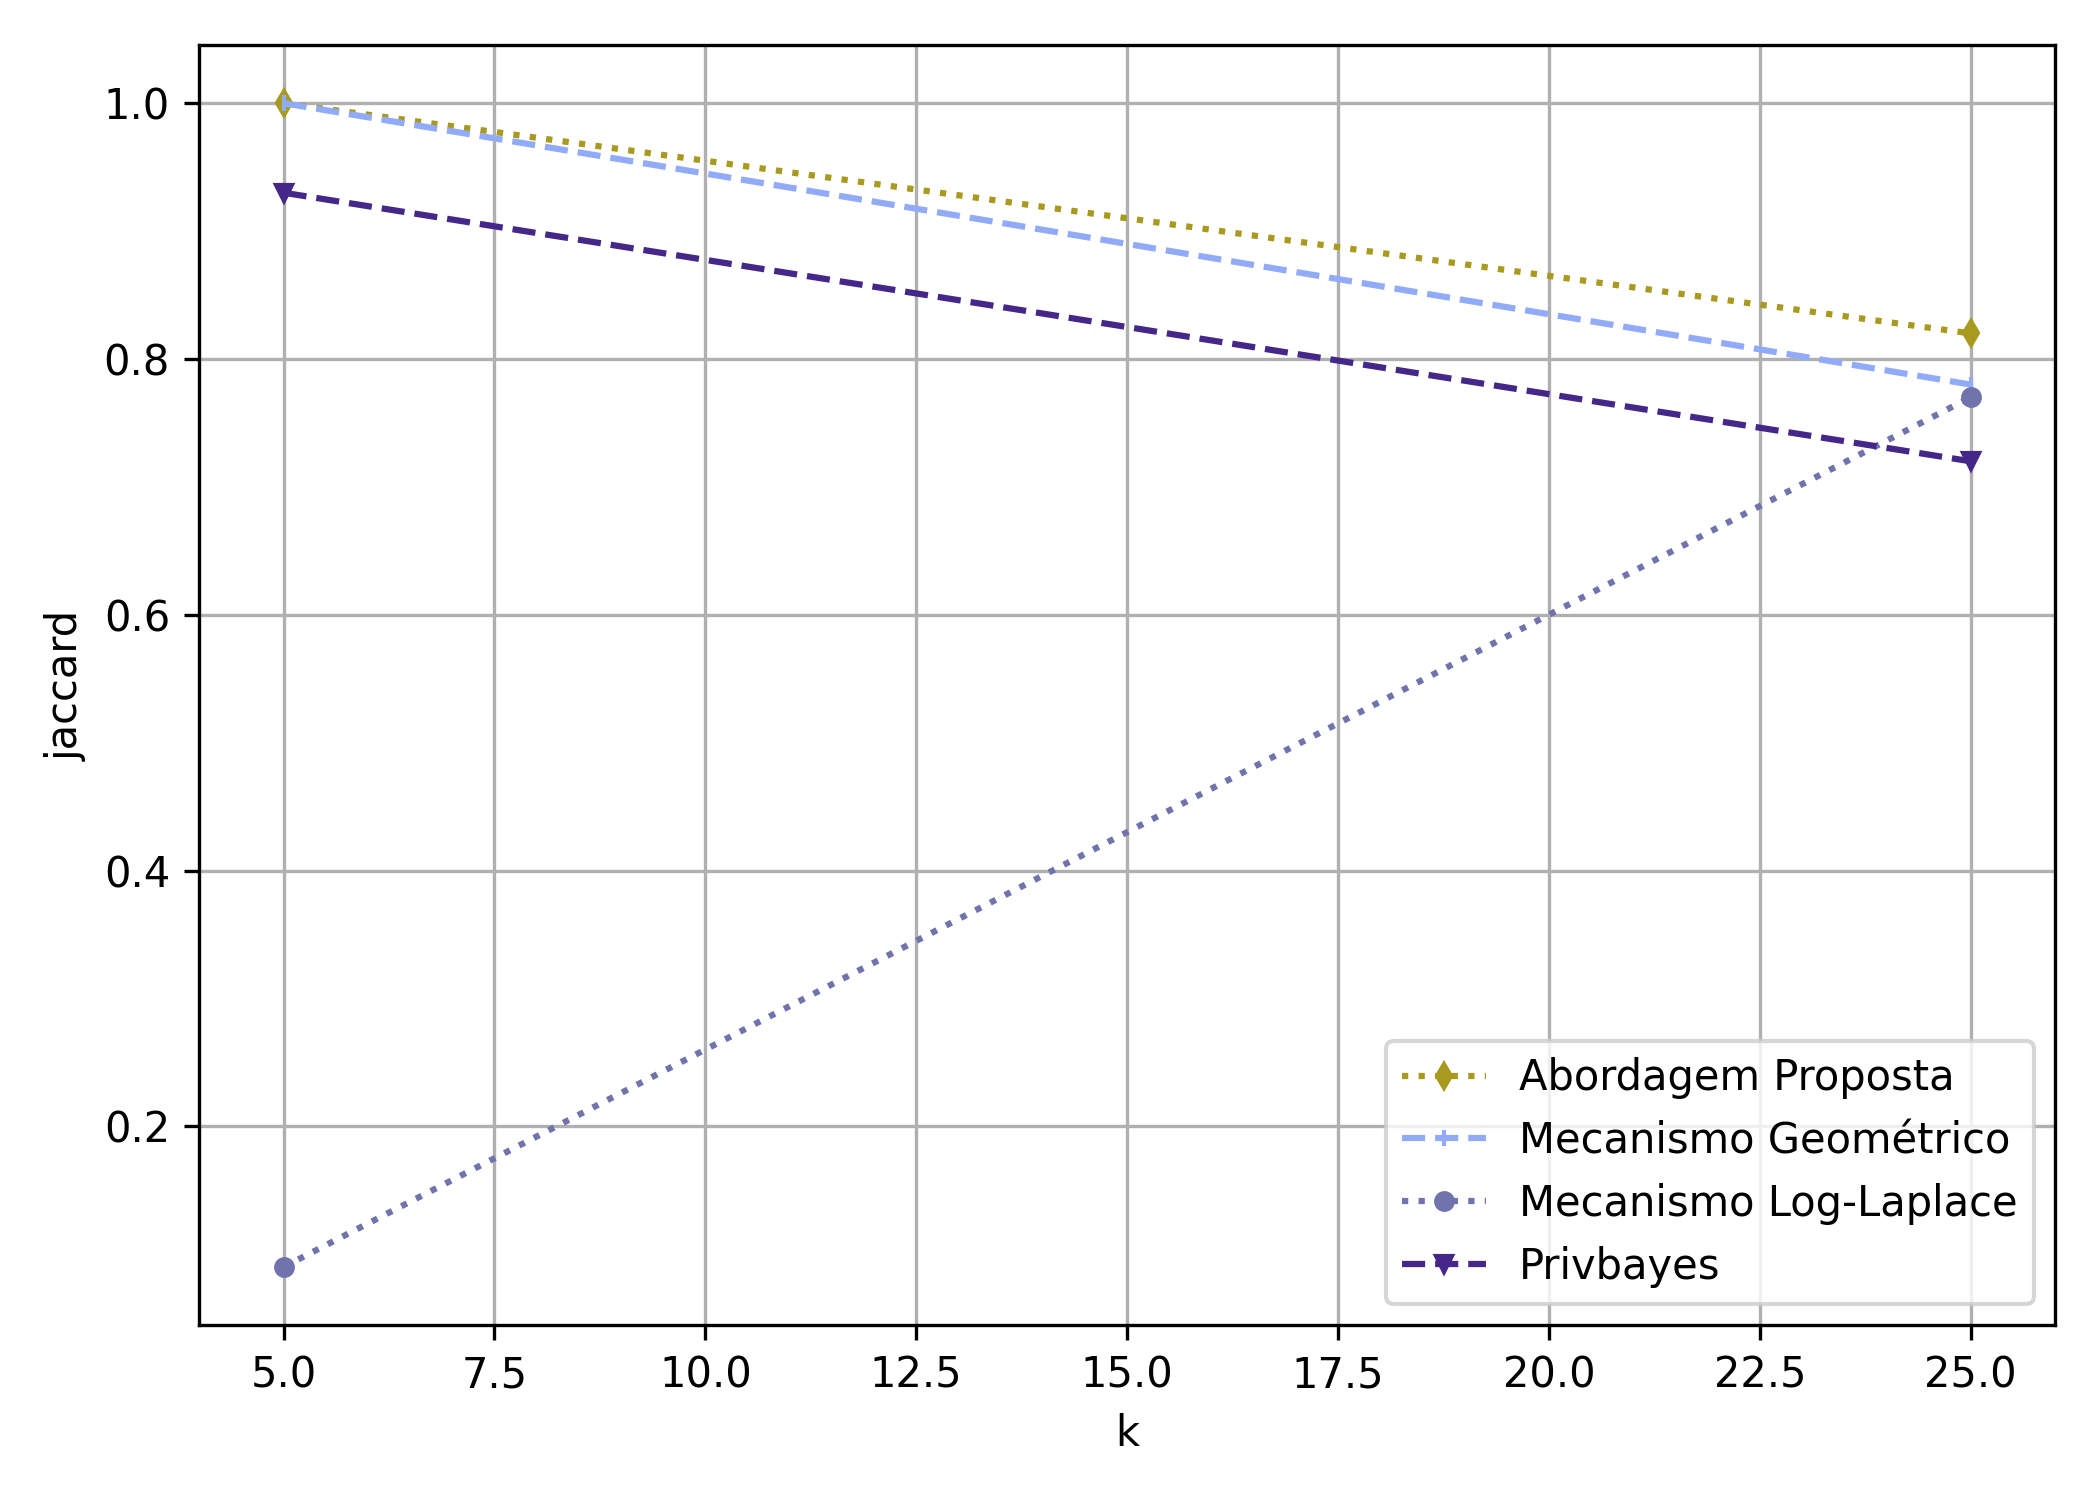 1.0
0.8
0.6
0.4
0.2
jaccard
5.0 7.5 10.0 12.5 15.0 17.5 20.0 22.5 25.0
k
Abordagem Proposta
Mecanismo Geométrico
Mecanismo Log-Laplace
Privbayes